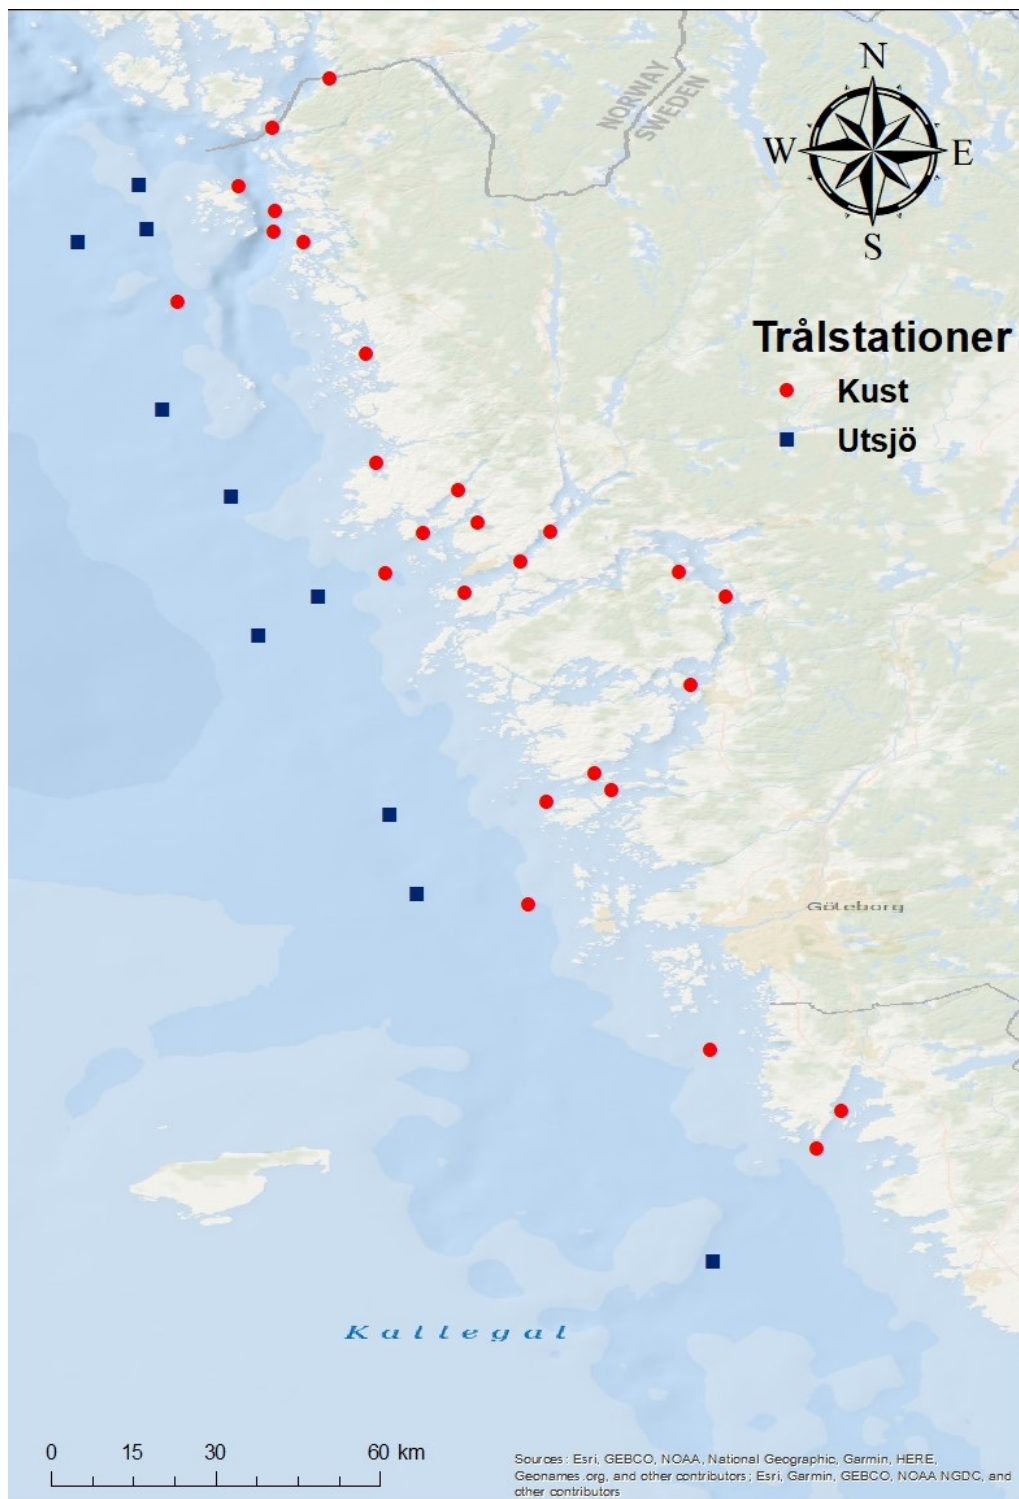 N
NORWAY
SWEDEN
W
E
S
Trålstationer
Kust
Utsjö
Göteborg
Kattegat
0 15 30 60 km
Sources: Esri, GEBCO, NOAA, National Geographic, Garmin, HERE,
Geonames.org, and other contributors; Esri, Garmin, GEBCO, NOAA NGDC, and
other contributors